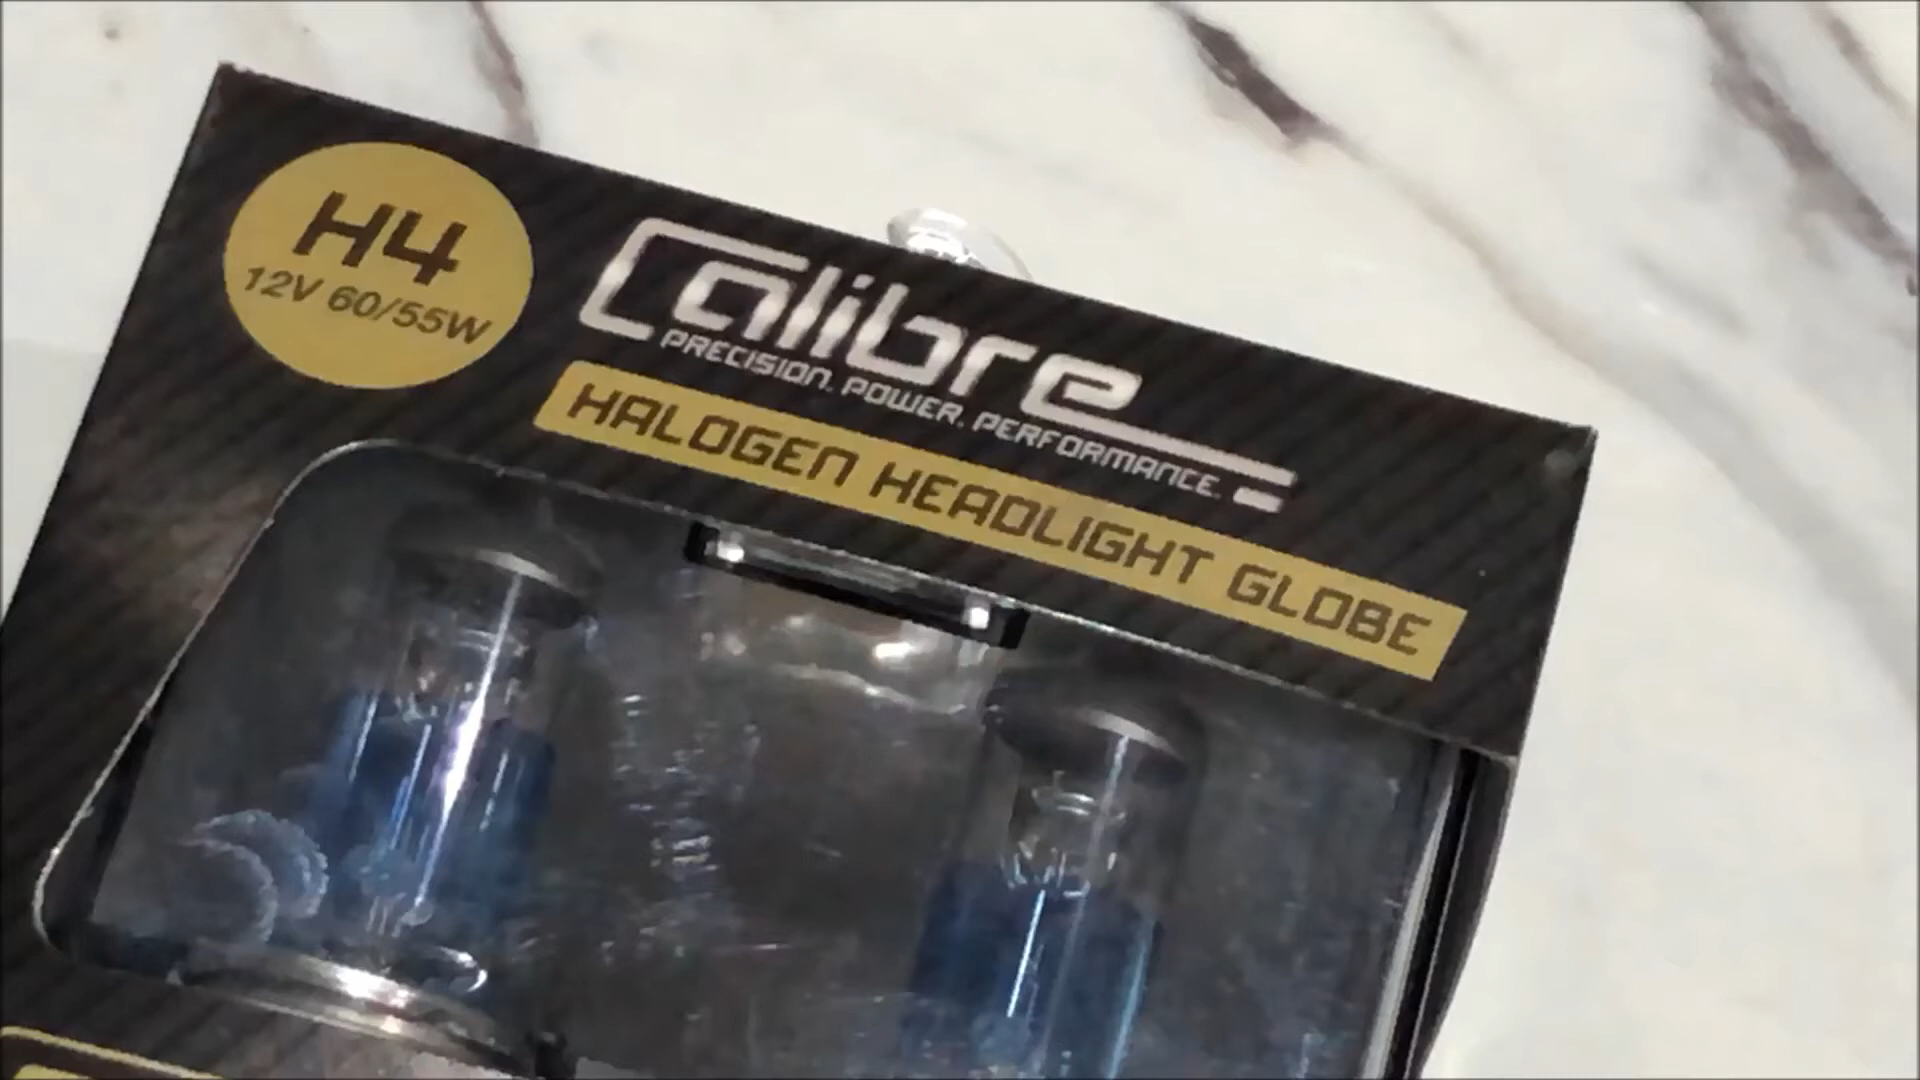 H4
12V 60/55W
Calibre
PRECISION. POWER. PERFORMANCE.
HALOGEN HEADLIGHT GLOBE